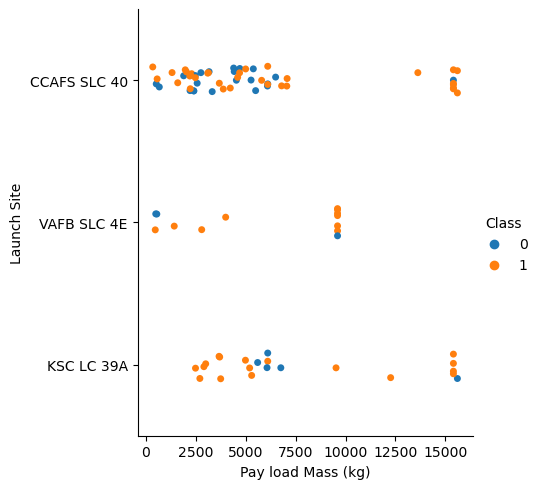 CCAFS SLC 40
VAFB SLC 4E
KSC LC 39A
Launch Site
0 2500 5000 7500 10000 12500 15000
Pay load Mass (kg)
Class
0
1